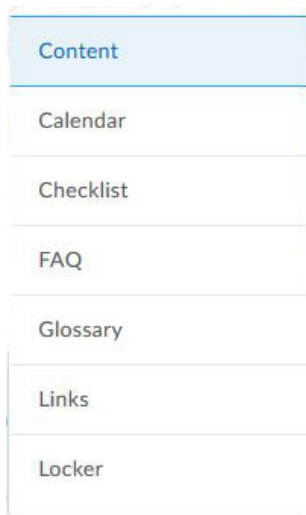 Content
Calendar
Checklist
FAQ
Glossary
Links
Locker